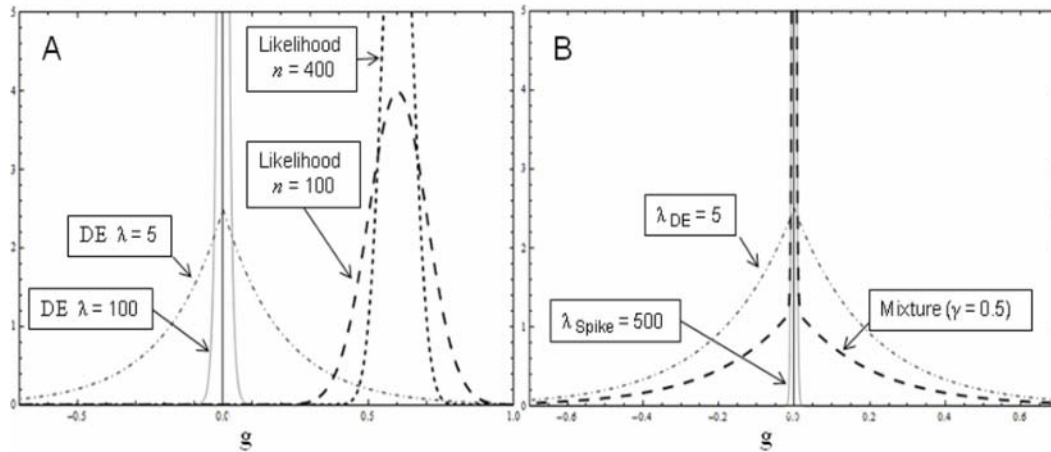 A
Likelihood
n = 400
Likelihood
n = 100
DE λ = 5
DE λ = 100
5
4
3
2
1
0
−0.5
0.0
0.5
1.0
g
B
λ DE = 5
λ Spike = 500
Mixture (γ = 0.5)
5
4
3
2
1
0
−0.6
−0.4
−0.2
0.0
0.2
0.4
0.6
g